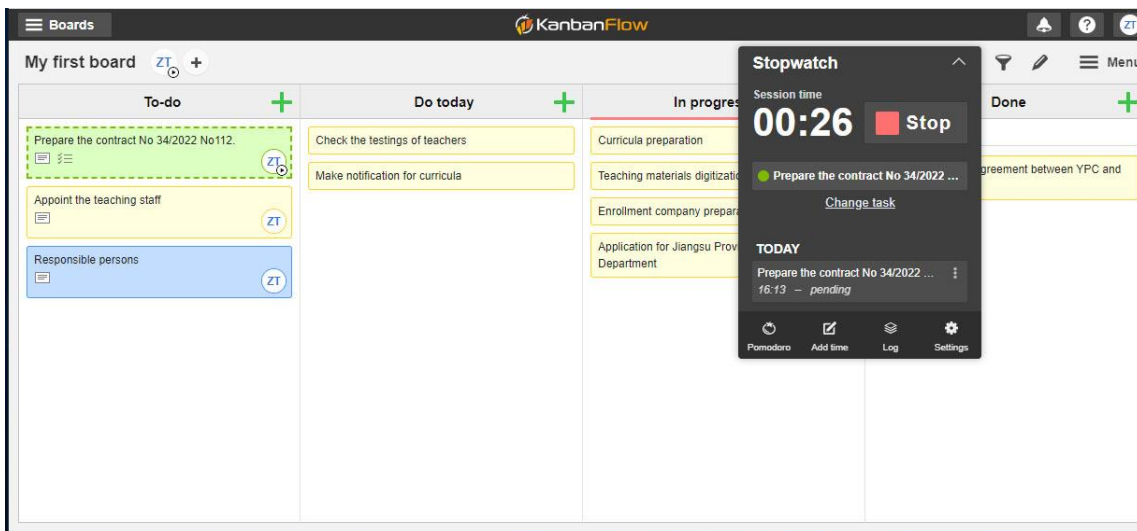 Boards
KanbanFlow
?
ZT
My first board ZT +
Menu
To-do
Do today
In progres
Done
Prepare the contract No 34/2022 No112.
ZT
Appoint the teaching staff
ZT
Responsible persons
ZT
Check the testings of teachers
Make notification for curricula
Curricula preparation
Teaching materials digitizatio
Enrollment company prepara
Application for Jiangsu Prov
Department
greement between YPC and
Stopwatch
Session time
00:26 Stop
Prepare the contract No 34/2022 ...
Change task
TODAY
Prepare the contract No 34/2022 ...
16:13 – pending
Pomodoro Add time Log Settings